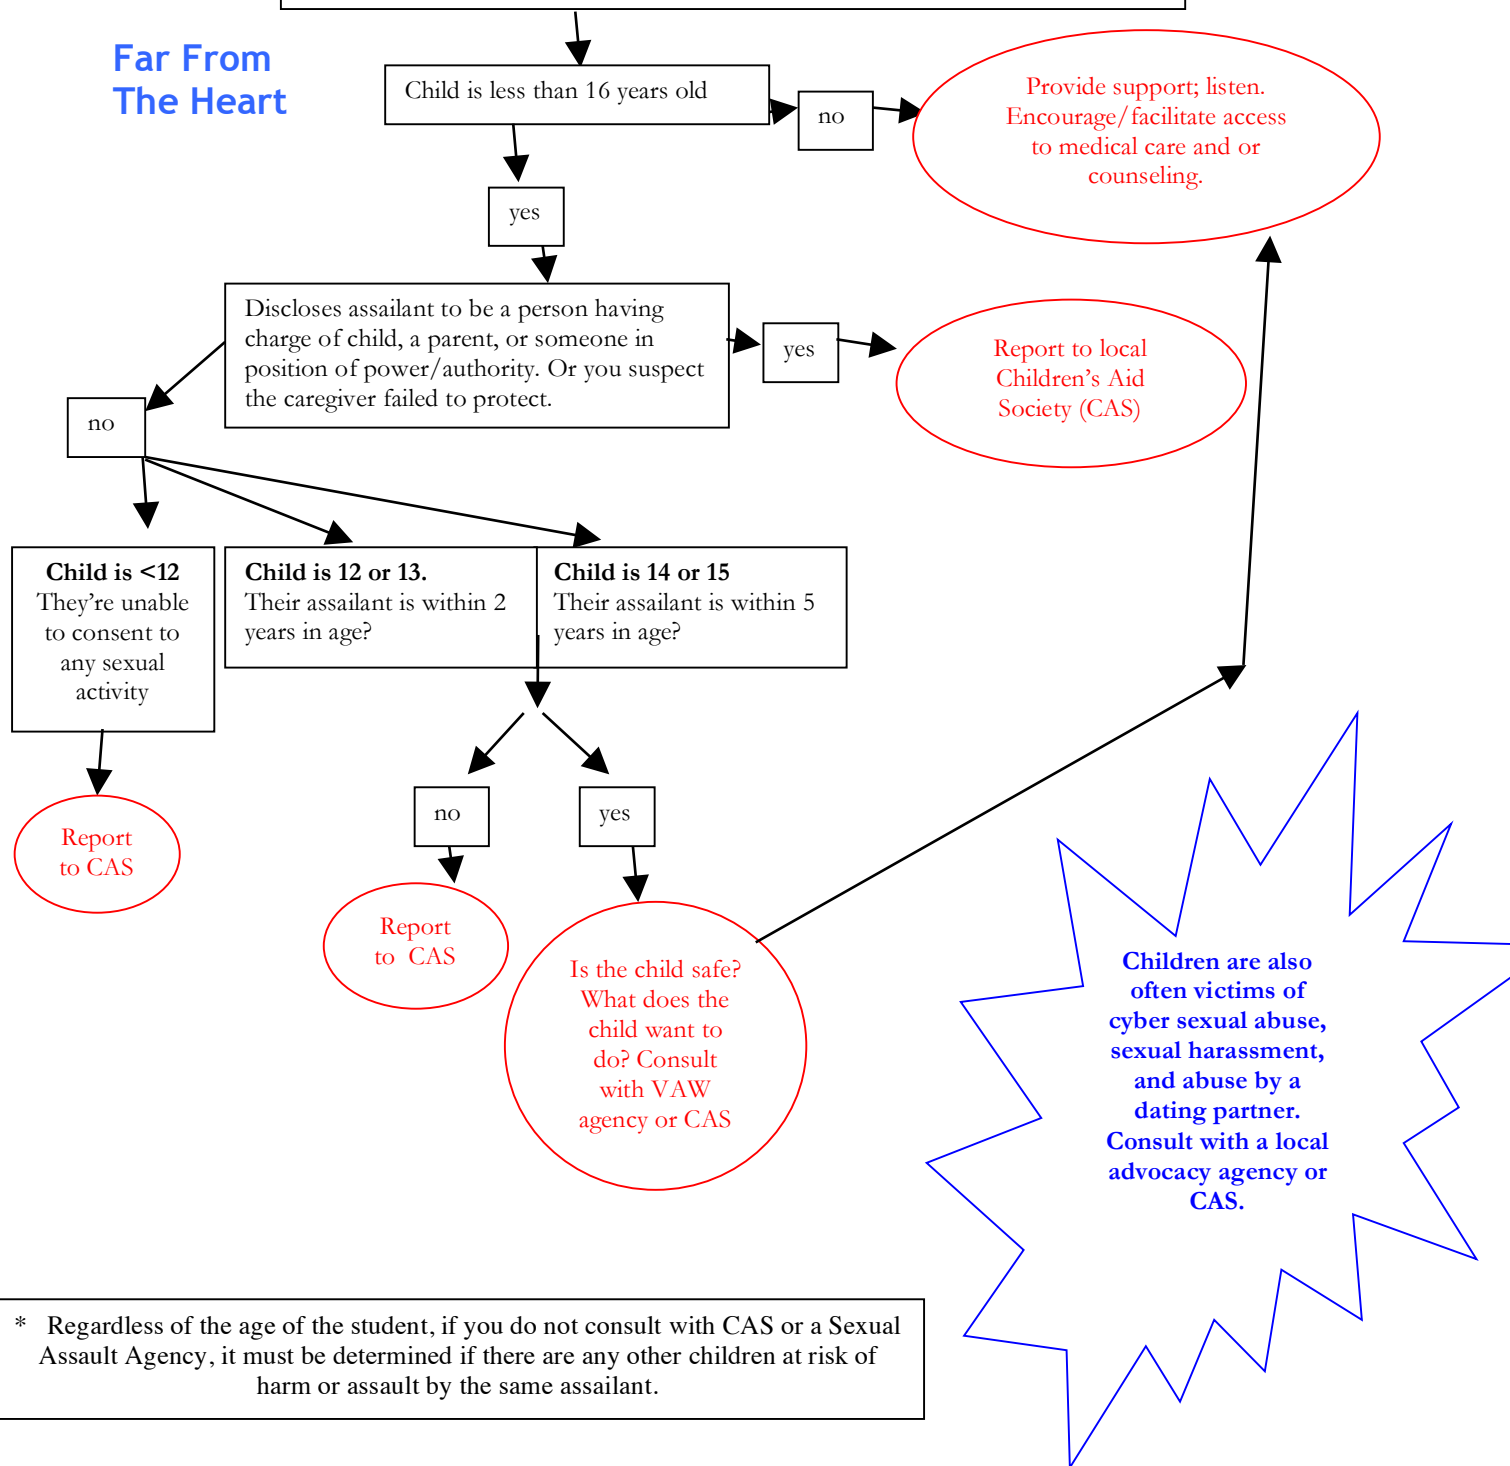 Far From
The Heart
Child is less than 16 years old
no
Provide support; listen.
Encourage/facilitate access
to medical care and or
counseling.
yes
Discloses assailant to be a person having
charge of child, a parent, or someone in
position of power/authority. Or you suspect
the caregiver failed to protect.
yes
Report to local
Children’s Aid
Society (CAS)
no
Child is <12
They’re unable
to consent to
any sexual
activity
Child is 12 or 13.
Their assailant is within 2
years in age?
Child is 14 or 15
Their assailant is within 5
years in age?
no
yes
Report
to CAS
Report
to  CAS
Is the child safe?
What does the
child want to
do? Consult
with VAW
agency or CAS
Children are also
often victims of
cyber sexual abuse,
sexual harassment,
and abuse by a
dating partner.
Consult with a local
advocacy agency or
CAS.
*   Regardless of the age of the student, if you do not consult with CAS or a Sexual
Assault Agency, it must be determined if there are any other children at risk of
harm or assault by the same assailant.